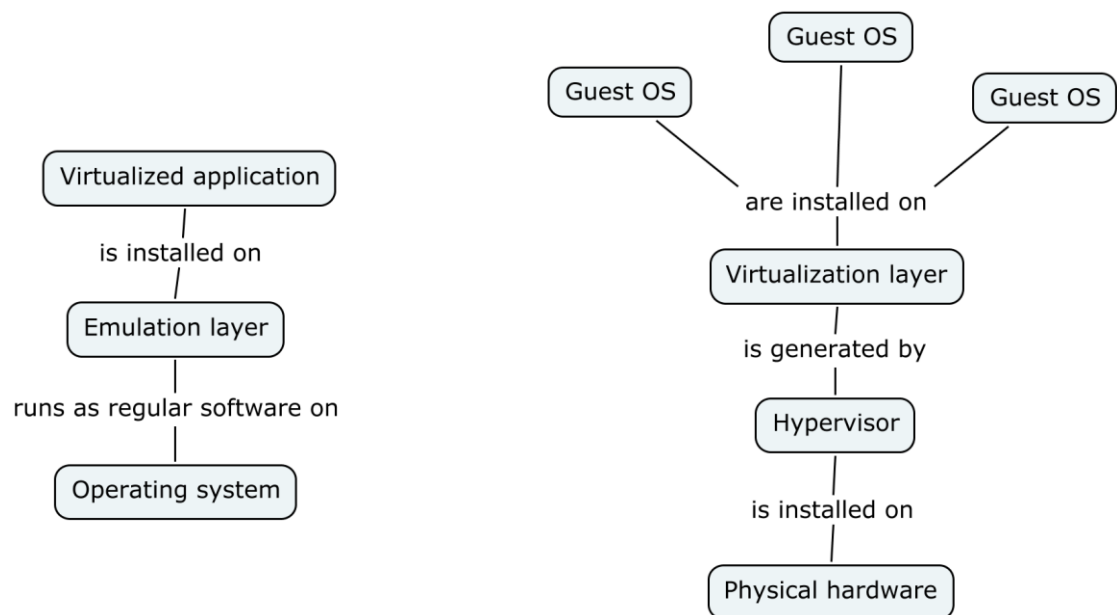 Virtualized application
is installed on
Emulation layer
runs as regular software on
Operating system
Guest OS
Guest OS
Guest OS
are installed on
Virtualization layer
is generated by
Hypervisor
is installed on
Physical hardware